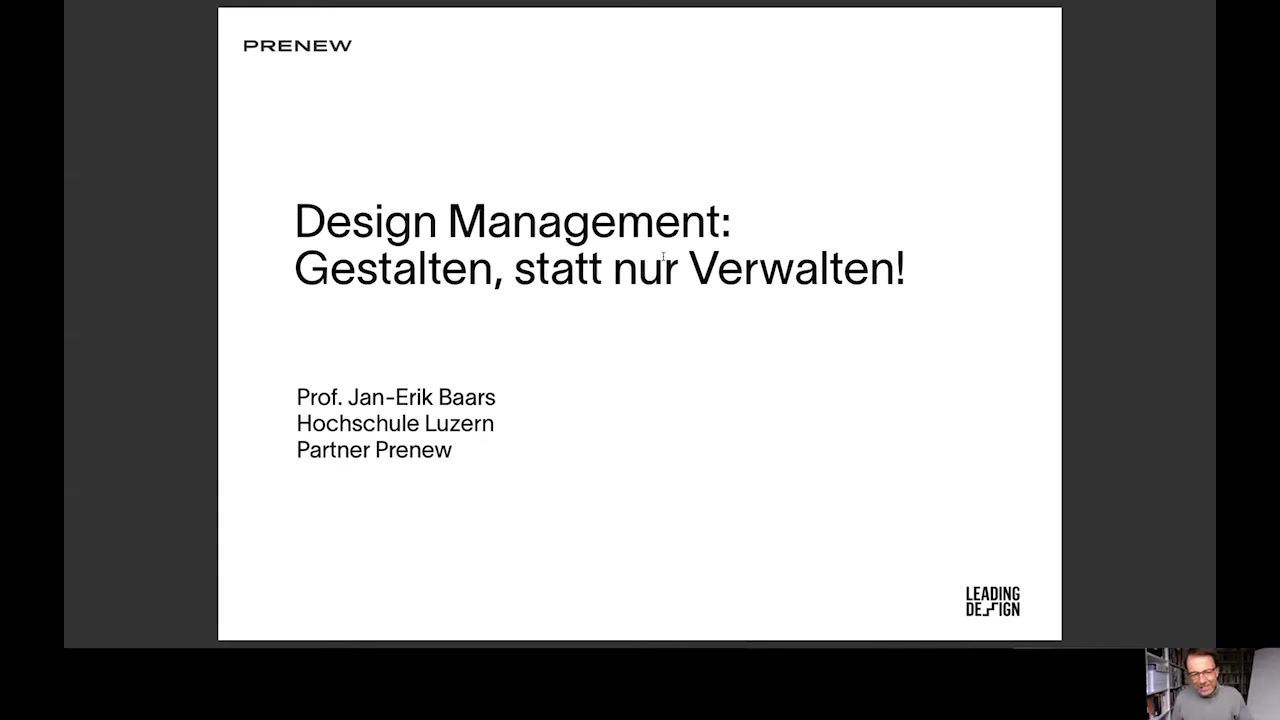 PRENEW
Design Management:
Gestalten, statt nur Verwalten!
Prof. Jan-Erik Baars
Hochschule Luzern
Partner Prenew
LEADING
DESIGN